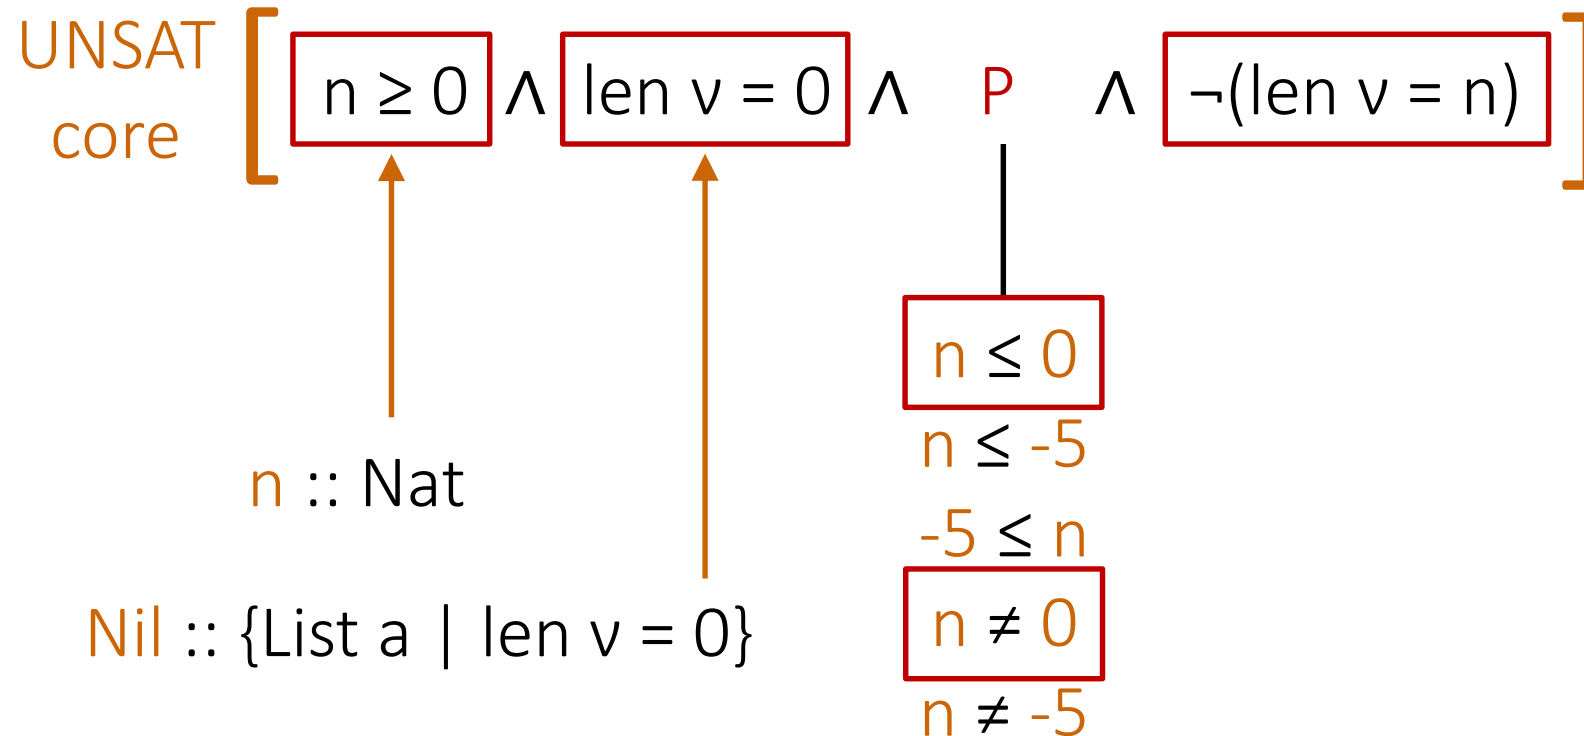 UNSAT core [ n ≥ 0 ∧ len ν = 0 ∧ P ∧ ¬(len ν = n) ]
n ≤ 0
n ≤ -5
n :: Nat
-5 ≤ n
Nil :: {List a | len ν = 0}
n ≠ 0
n ≠ -5